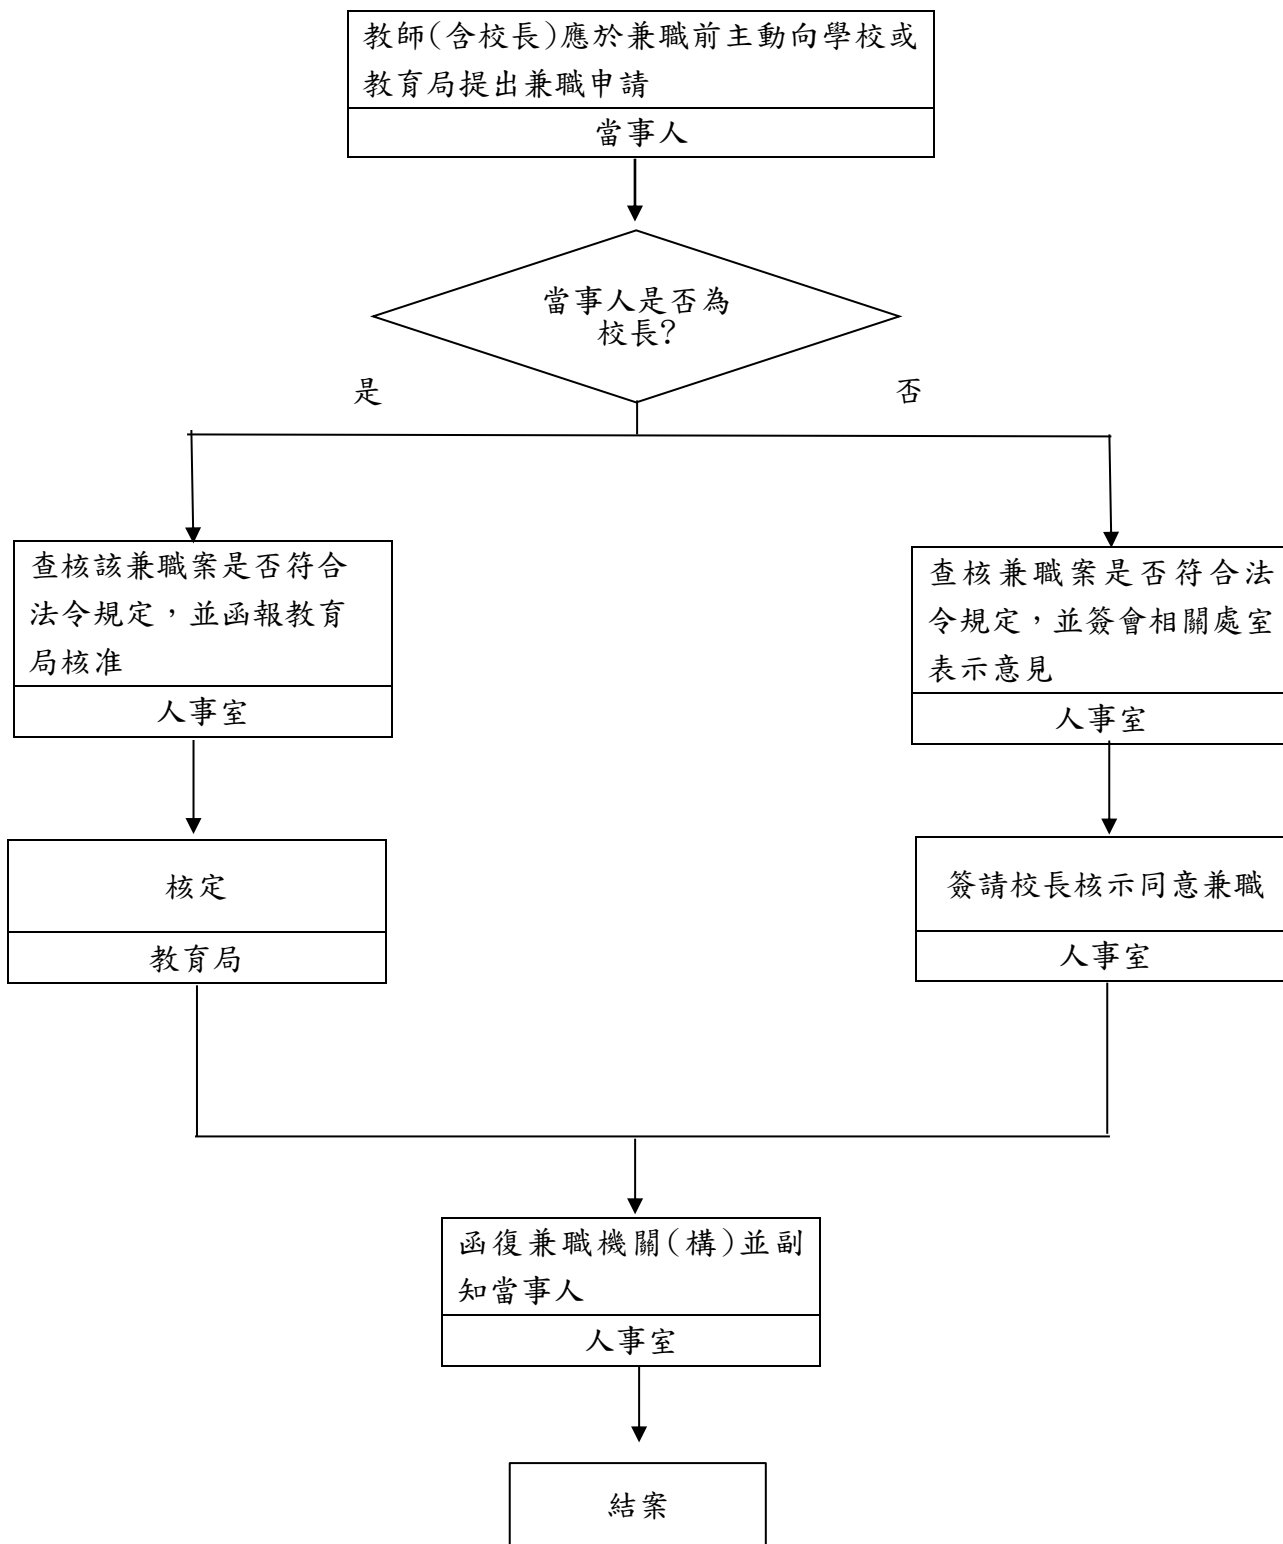 教師(含校長)應於兼職前主動向學校或
教育局提出兼職申請
當事人
當事人是否為
校長?
是
否
查核該兼職案是否符合
法令規定，並函報教育
局核准
人事室
查核兼職案是否符合法
令規定，並簽會相關處室
表示意見
人事室
核定
教育局
簽請校長核示同意兼職
人事室
函復兼職機關(構)並副
知當事人
人事室
結案